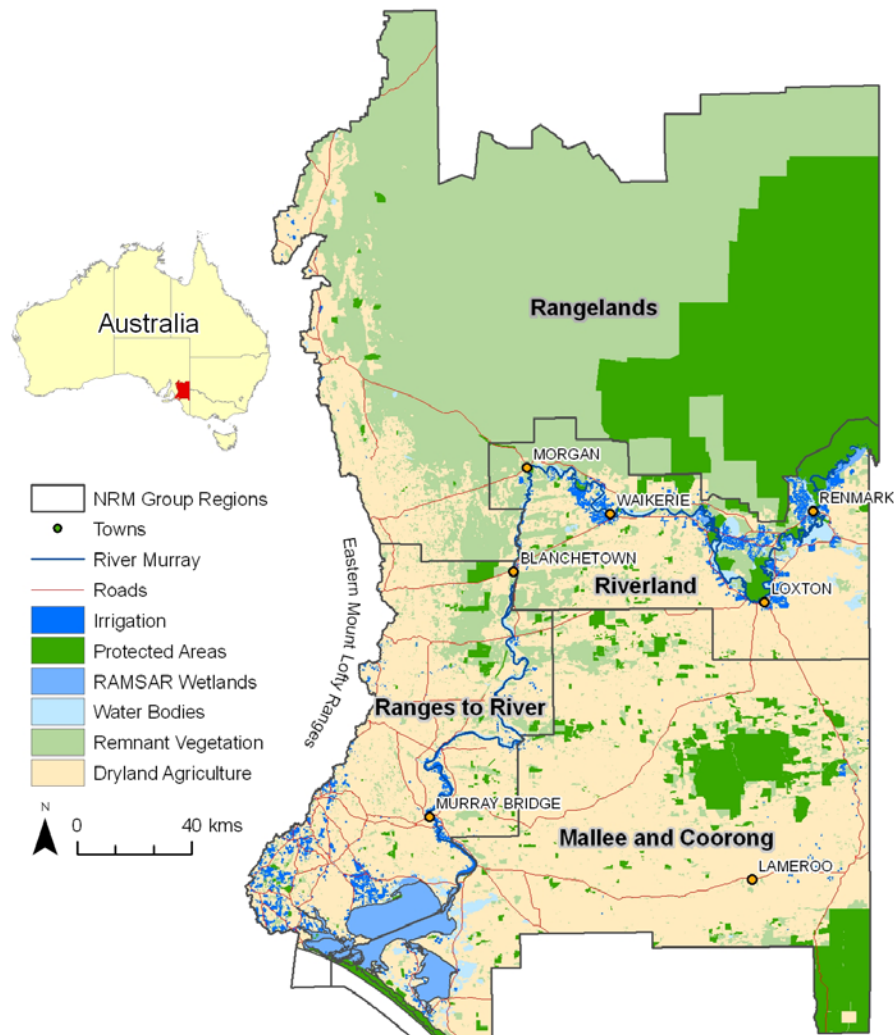 Rangelands
Australia
MORGAN
WAIKERIE
RENMARK
NRM Group Regions
Towns
River Murray
Roads
Irrigation
Protected Areas
RAMSAR Wetlands
Water Bodies
Remnant Vegetation
Dryland Agriculture
N
0 40 kms
Eastern Mount Lofty Ranges
BLANCHETOWN
Riverland
LOXTON
Ranges to River
MURRAY BRIDGE
Mallee and Coorong
LAMEROO